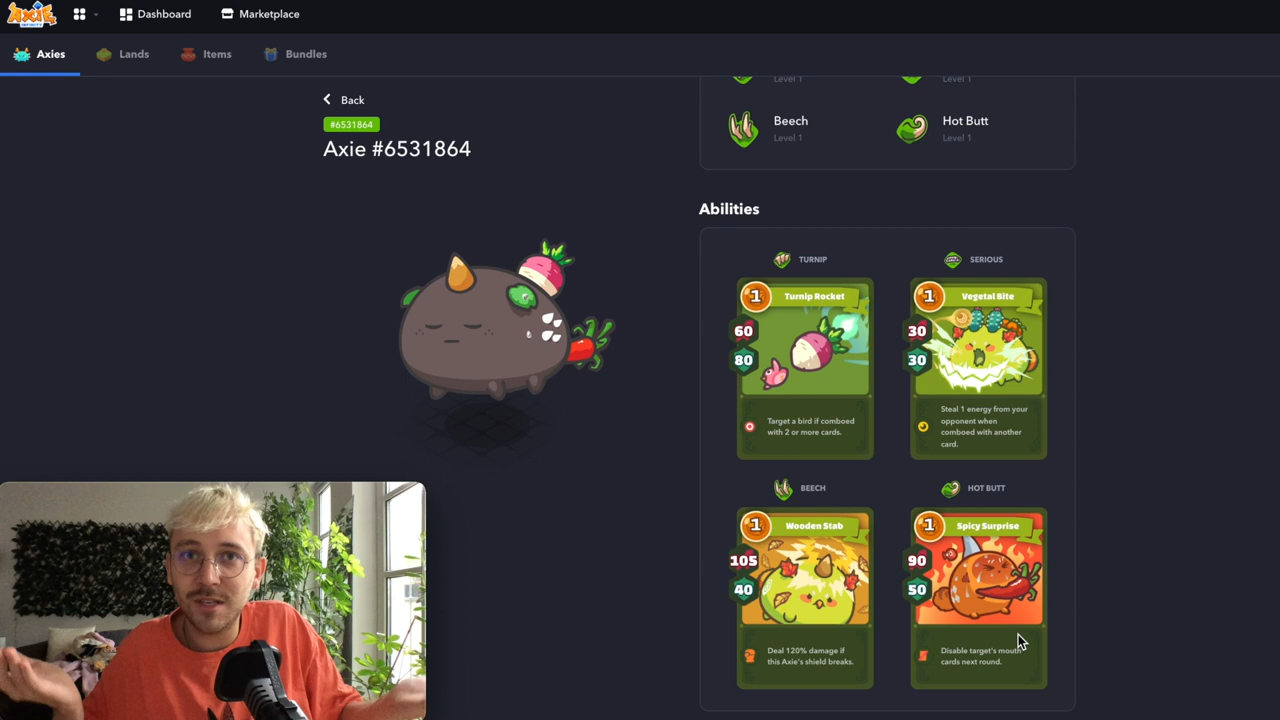 AXIE
INFINITY
Dashboard
Marketplace
Axies
Lands
Items
Bundles
Back
#6531864
Axie #6531864
Level 1
Level 1
Beech
Level 1
Hot Butt
Level 1
Abilities
TURNIP
1
Turnip Rocket
60
80
Target a bird if comboed
with 2 or more cards.
SERIOUS
1
Vegetal Bite
30
30
Steal 1 energy from your
opponent when
comboed with another
card.
BEECH
1
Wooden Stab
105
40
Deal 120% damage if
this Axie's shield breaks.
HOT BUTT
1
Spicy Surprise
90
50
Disable target's mouth
cards next round.